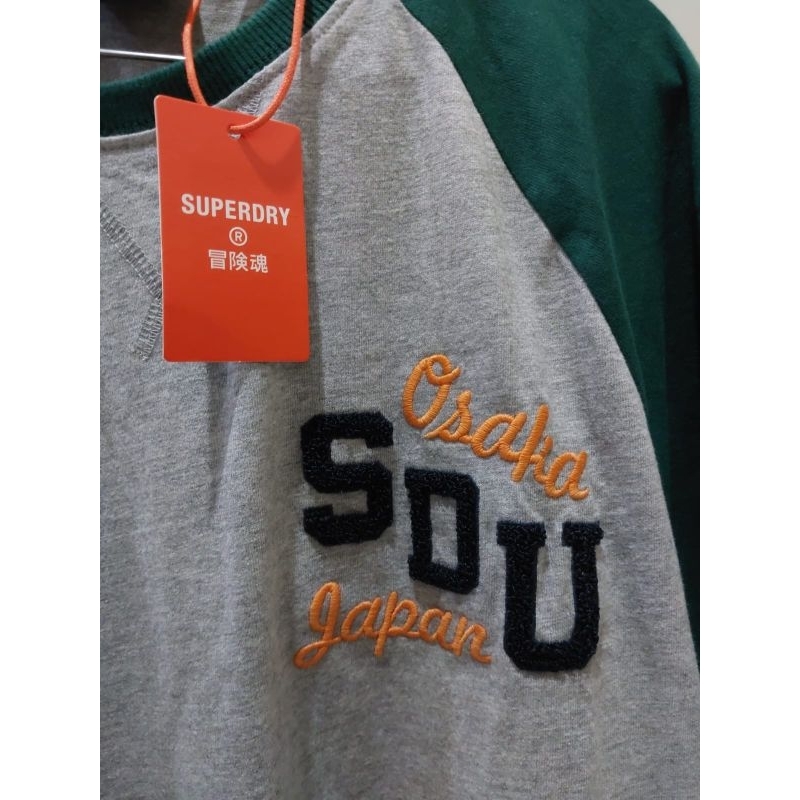 SUPERDRY
®
冒険魂
Osaka
SDU
Japan